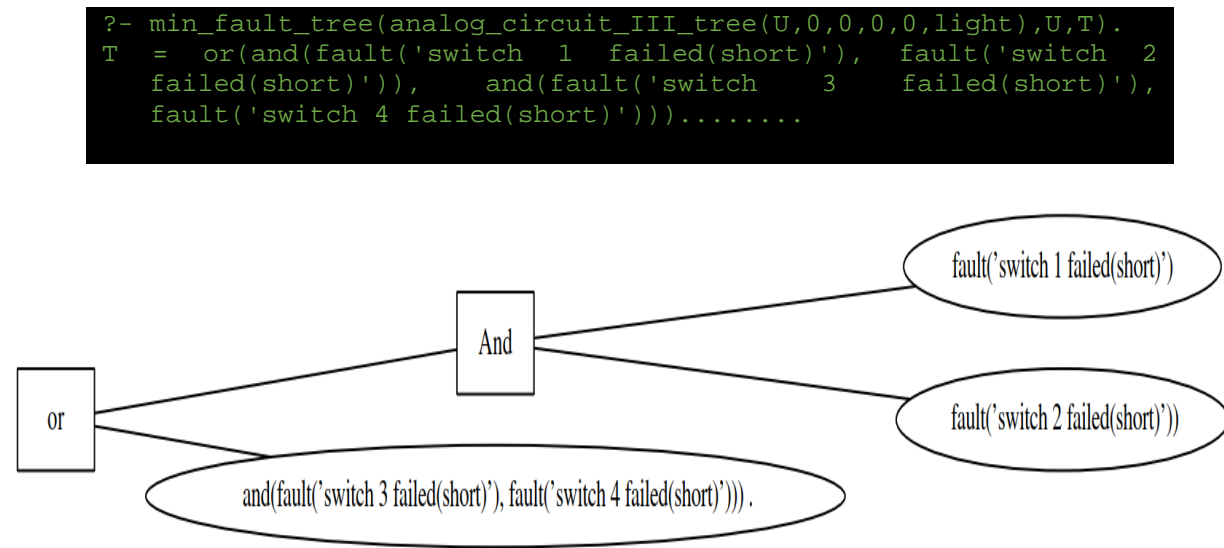 ?- min_fault_tree(analog_circuit_III_tree(U,0,0,0,0,light),U,T).
T = or(and(fault('switch 1 failed(short)'), fault('switch 2
failed(short)')), and(fault('switch 3 failed(short)'),
fault('switch 4 failed(short)')))........
fault('switch 1 failed(short)')
And
or
fault('switch 2 failed(short)'))
and(fault('switch 3 failed(short)'), fault('switch 4 failed(short)'))) .